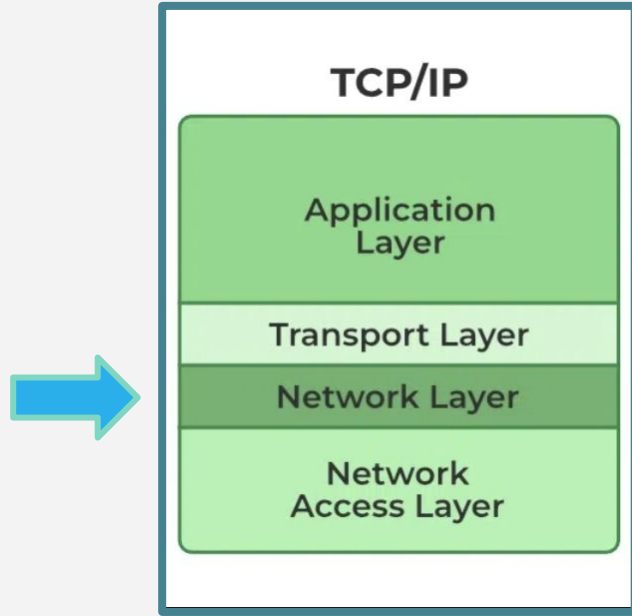 TCP/IP
Application
Layer
Transport Layer
Network Layer
Network
Access Layer